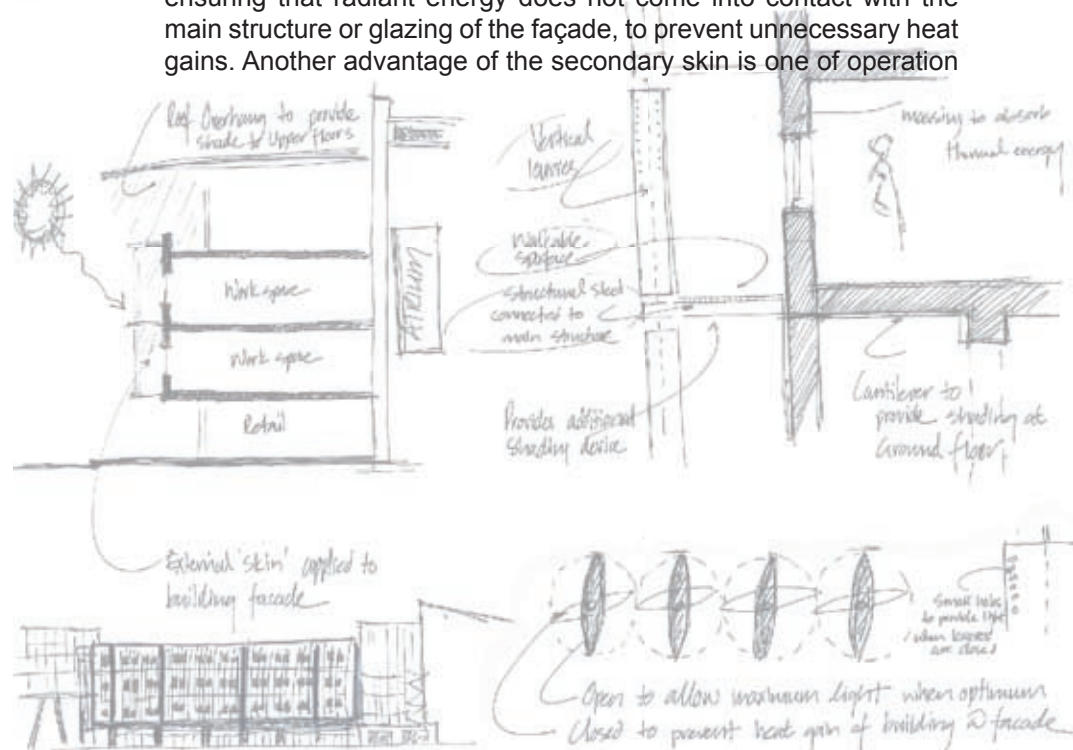 ensuring that radiant energy does not come into contact with the
main structure or glazing of the façade, to prevent unnecessary heat
gains. Another advantage of the secondary skin is one of operation
Roof Overhang to provide
shade to Upper floors
Work space
Work space
Retail
ATRIUM
External 'skin' applied to
building facade
Vertical
louvres
Walkable
surface
structural steel
connected to
main structure
Provides additional
shading device
massing to absorb
thermal energy
Cantilever to
provide shading at
Ground floor
Small holes
to provide light
when louvres
are closed
Open to allow maximum light when optimum
Closed to prevent heat gain of building @ facade